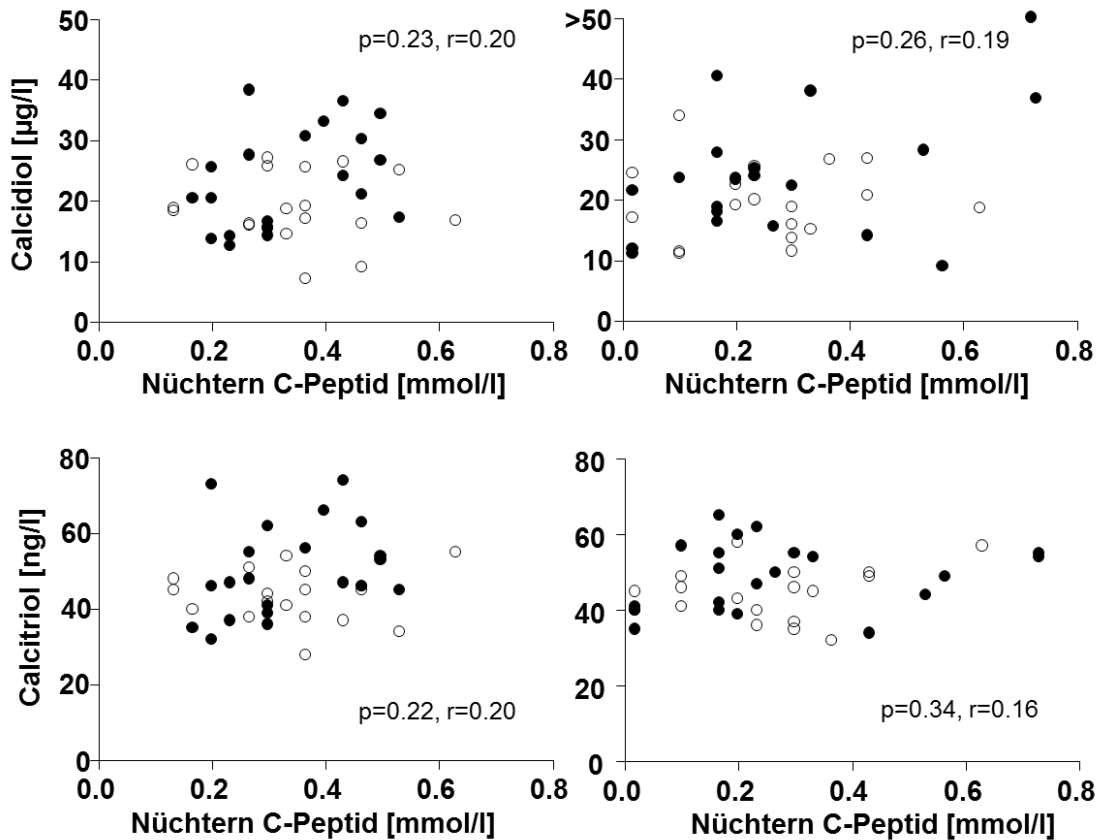 50
40
30
20
10
0
Calcidiol [µg/l]
p=0.23, r=0.20
0.0 0.2 0.4 0.6 0.8
Nüchtern C-Peptid [mmol/l]
>50
40
30
20
10
0
p=0.26, r=0.19
0.0 0.2 0.4 0.6 0.8
Nüchtern C-Peptid [mmol/l]
80
60
40
20
0
Calcitriol [ng/l]
p=0.22, r=0.20
0.0 0.2 0.4 0.6 0.8
Nüchtern C-Peptid [mmol/l]
80
60
40
20
0
p=0.34, r=0.16
0.0 0.2 0.4 0.6 0.8
Nüchtern C-Peptid [mmol/l]